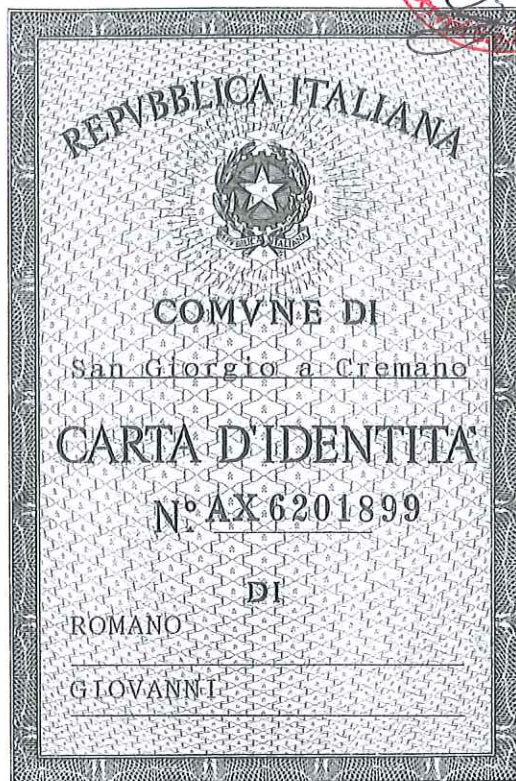 REPVBBLICA ITALIANA
COMVNE DI
San Giorgio a Cremano
CARTA D'IDENTITA'
N° AX 6201899
DI
ROMANO
GIOVANNI